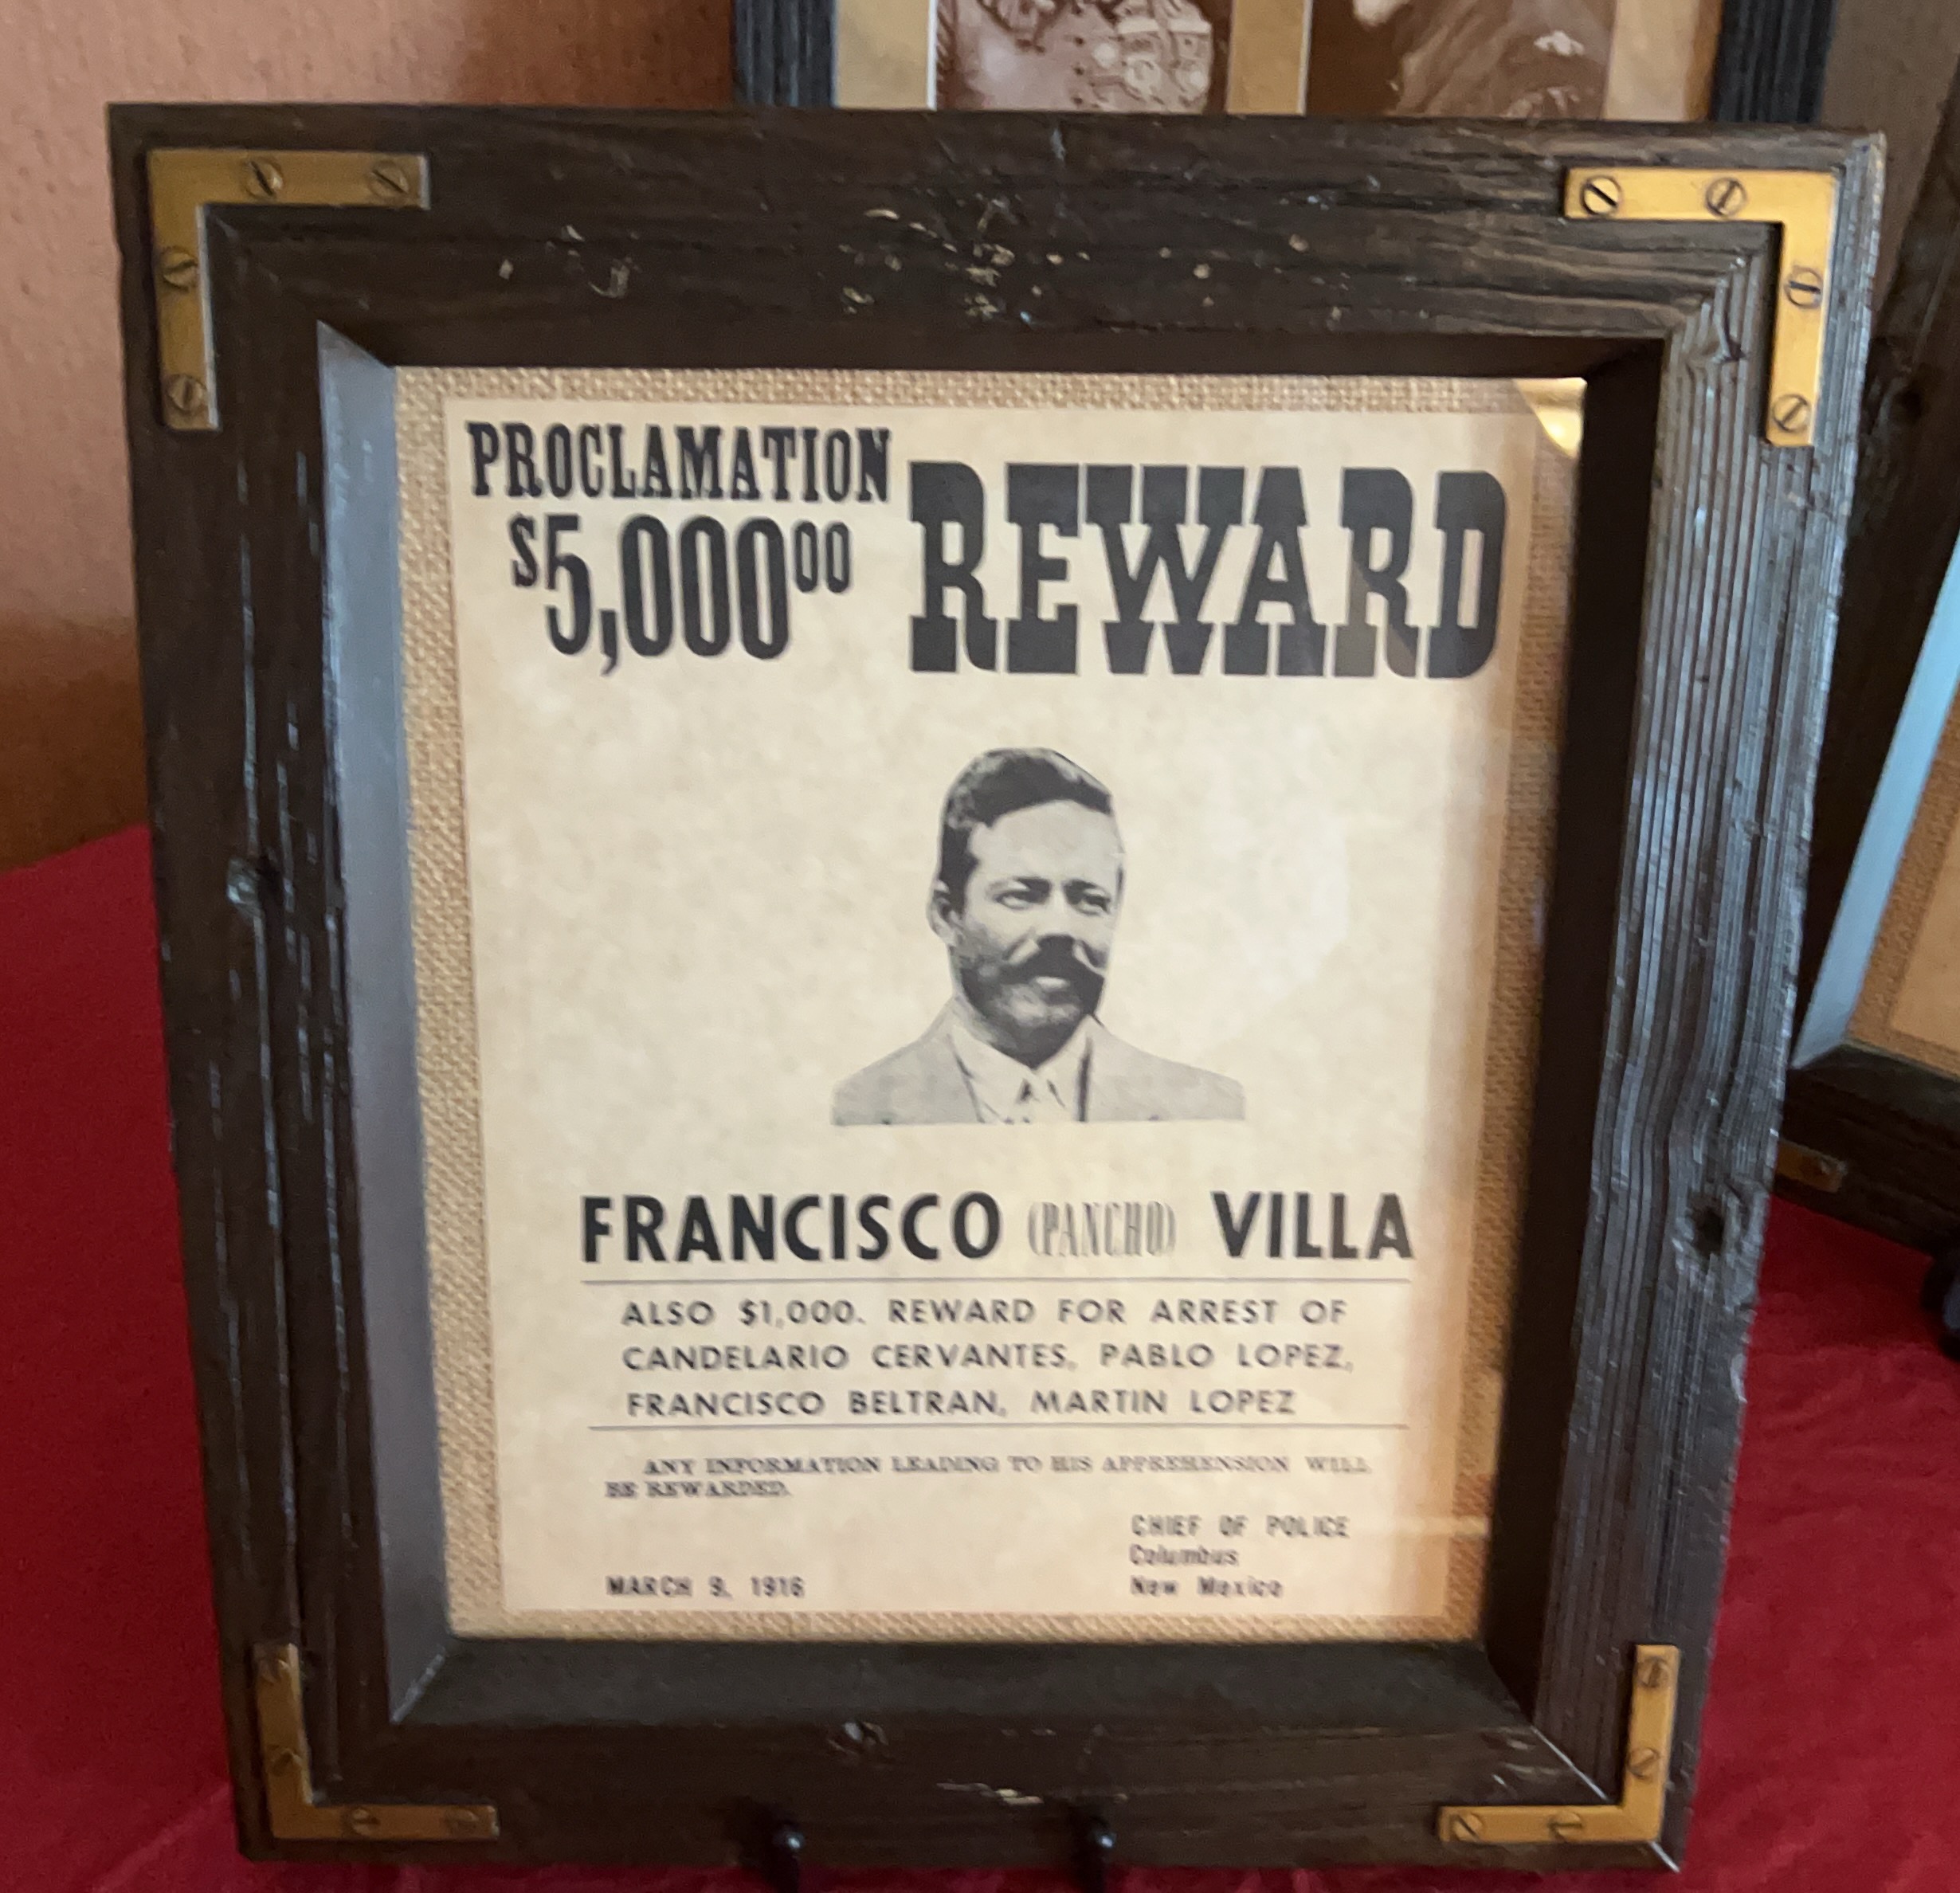 PROCLAMATION
$5,000⁰⁰ REWARD
FRANCISCO (PANCHO) VILLA
ALSO $1,000. REWARD FOR ARREST OF
CANDELARIO CERVANTES, PABLO LOPEZ,
FRANCISCO BELTRAN, MARTIN LOPEZ
ANY INFORMATION LEADING TO HIS APPREHENSION WILL
BE REWARDED.
CHIEF OF POLICE
Columbus
MARCH 9, 1916 New Mexico